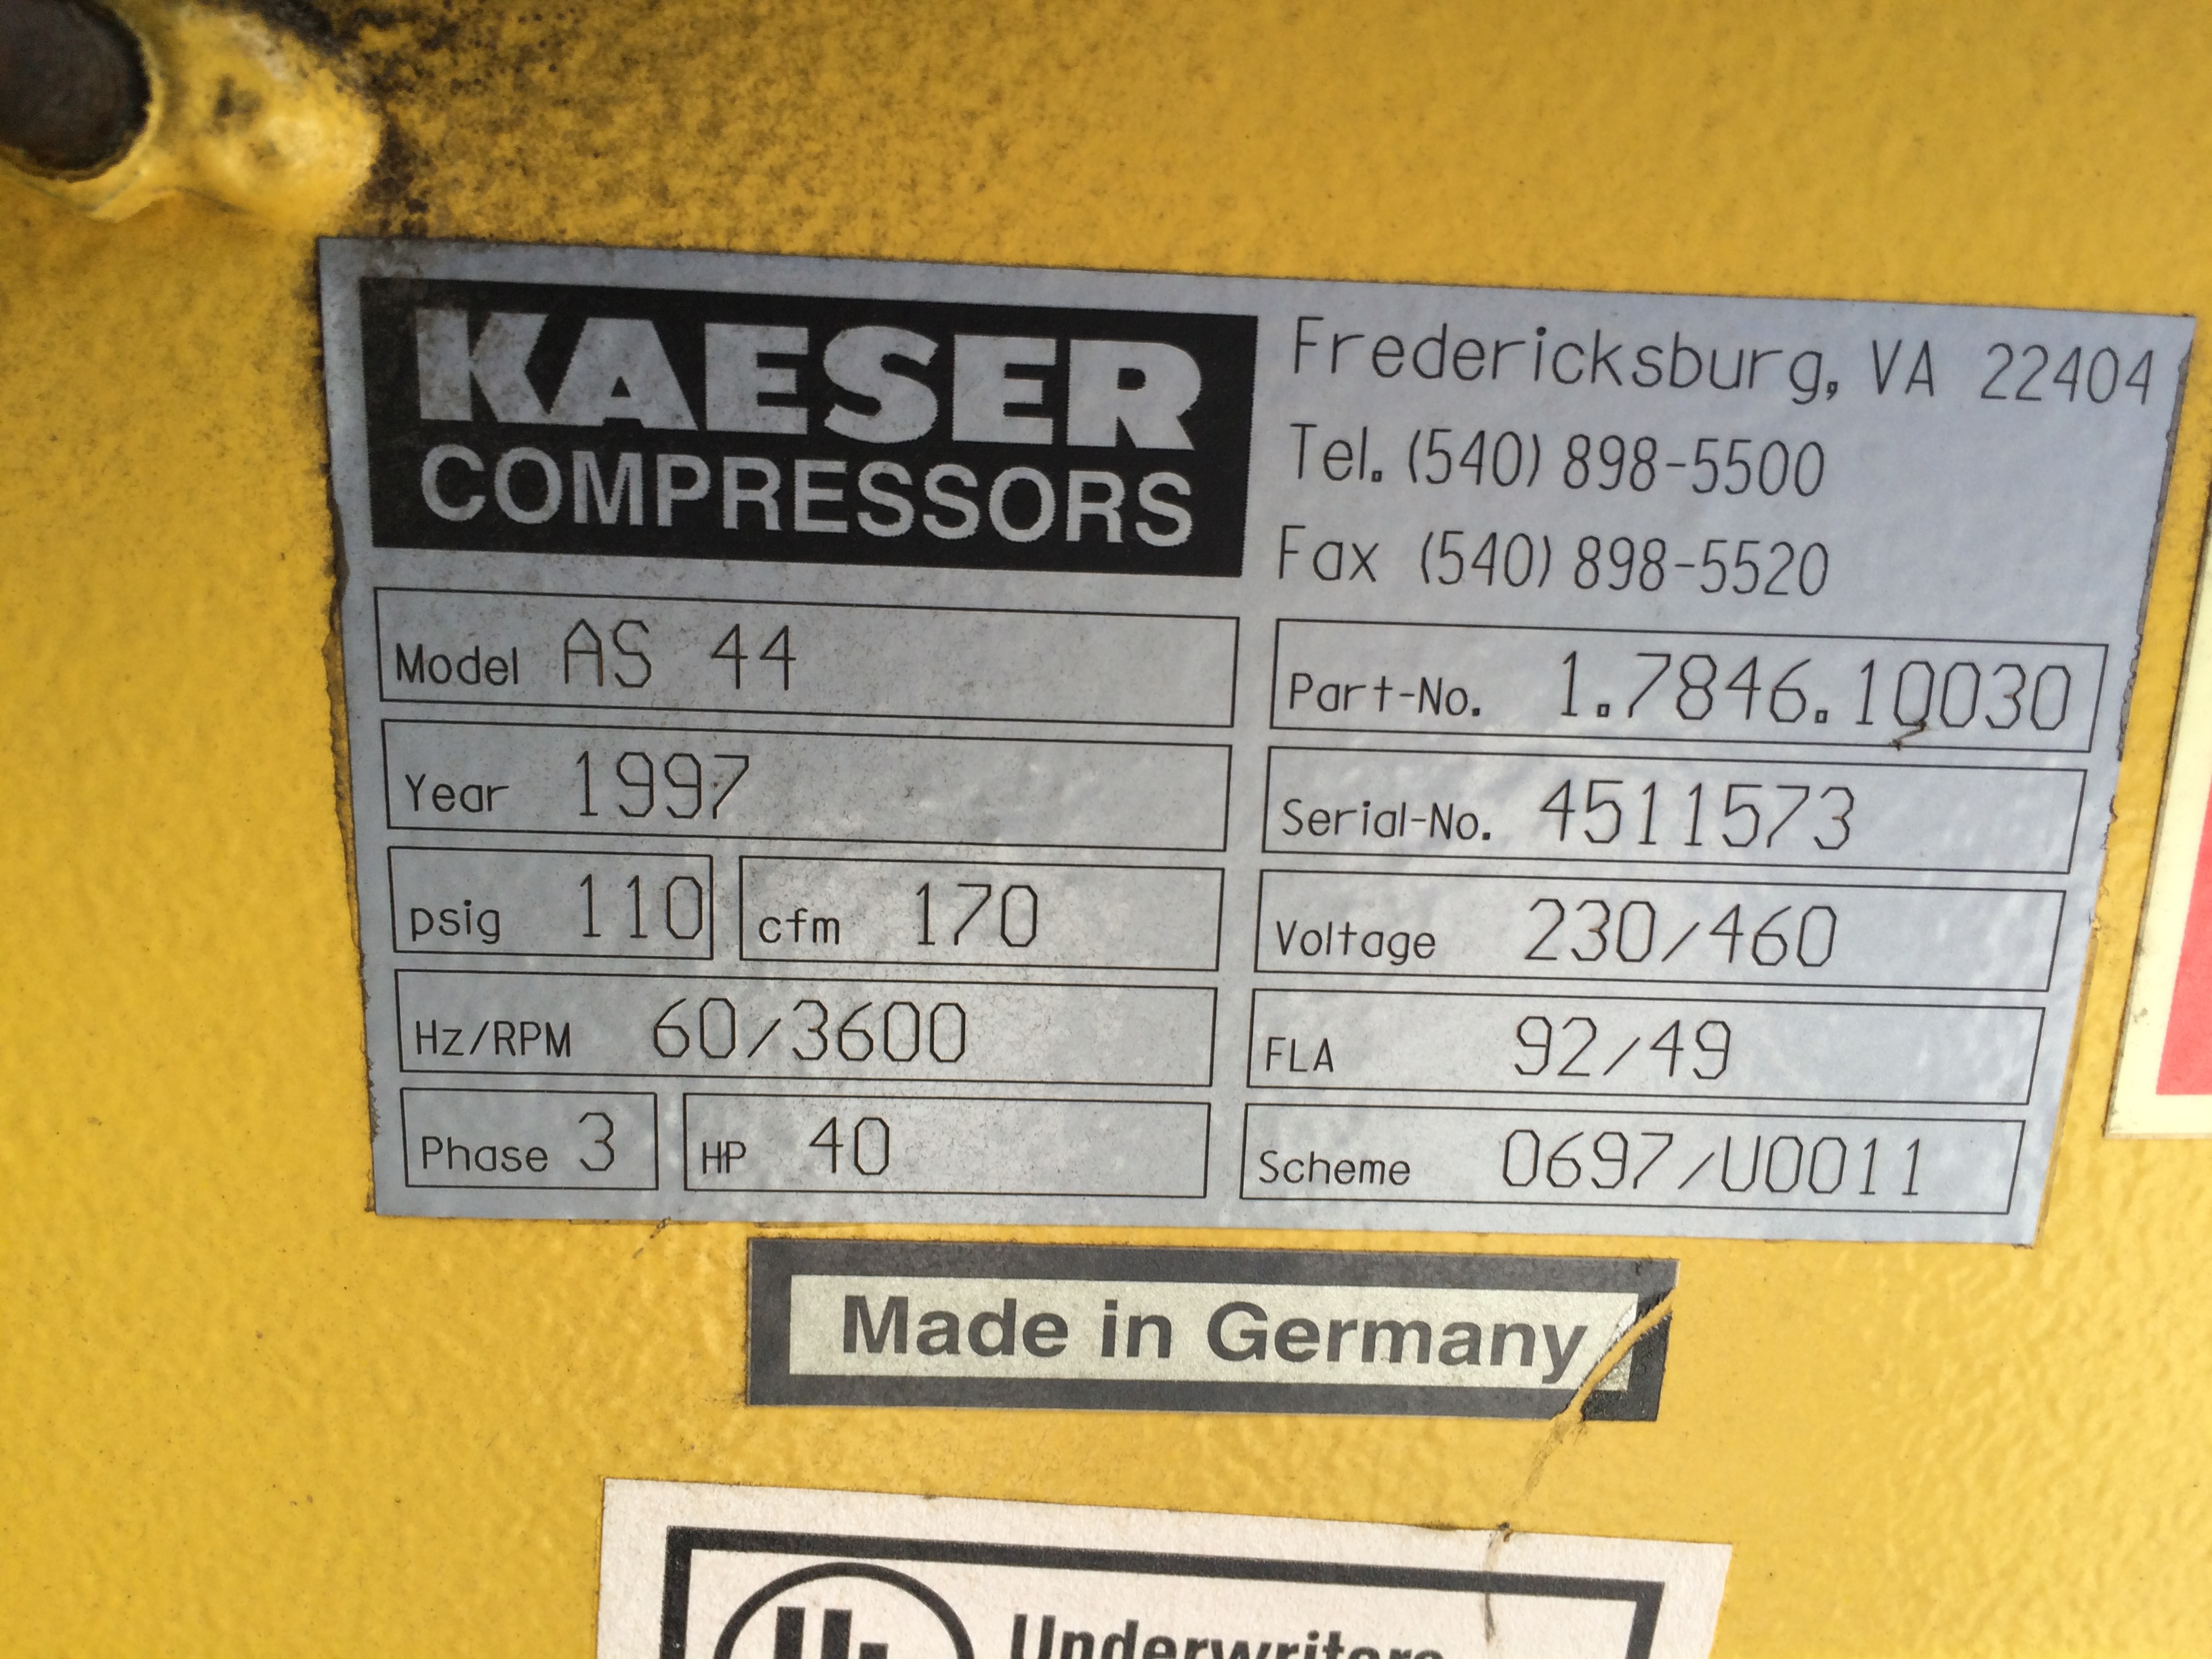 KAESER
COMPRESSORS
Fredericksburg, VA 22404
Tel. (540) 898-5500
Fax (540) 898-5520
Model AS 44
Part-No. 1.7846.10030
Year 1997
Serial-No. 4511573
psig 110 cfm 170
Voltage 230/460
Hz/RPM 60/3600
FLA 92/49
Phase 3 HP 40
Scheme 0697/U0011
Made in Germany
UL Underwriters